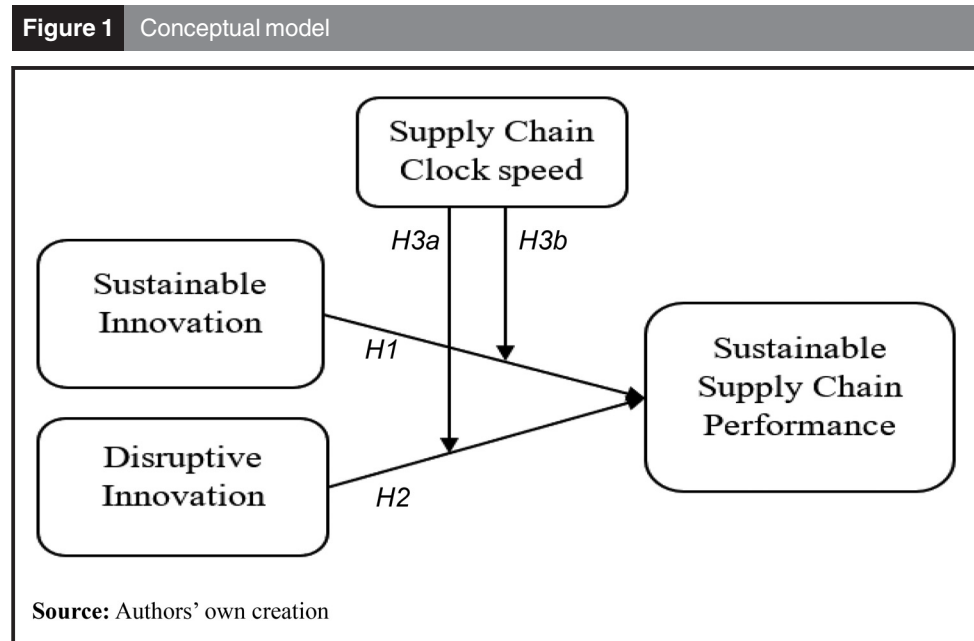 Figure 1 Conceptual model
Supply Chain
Clock speed
H3a
H3b
Sustainable
Innovation
H1
Sustainable
Supply Chain
Performance
Disruptive
Innovation
H2
Source: Authors' own creation